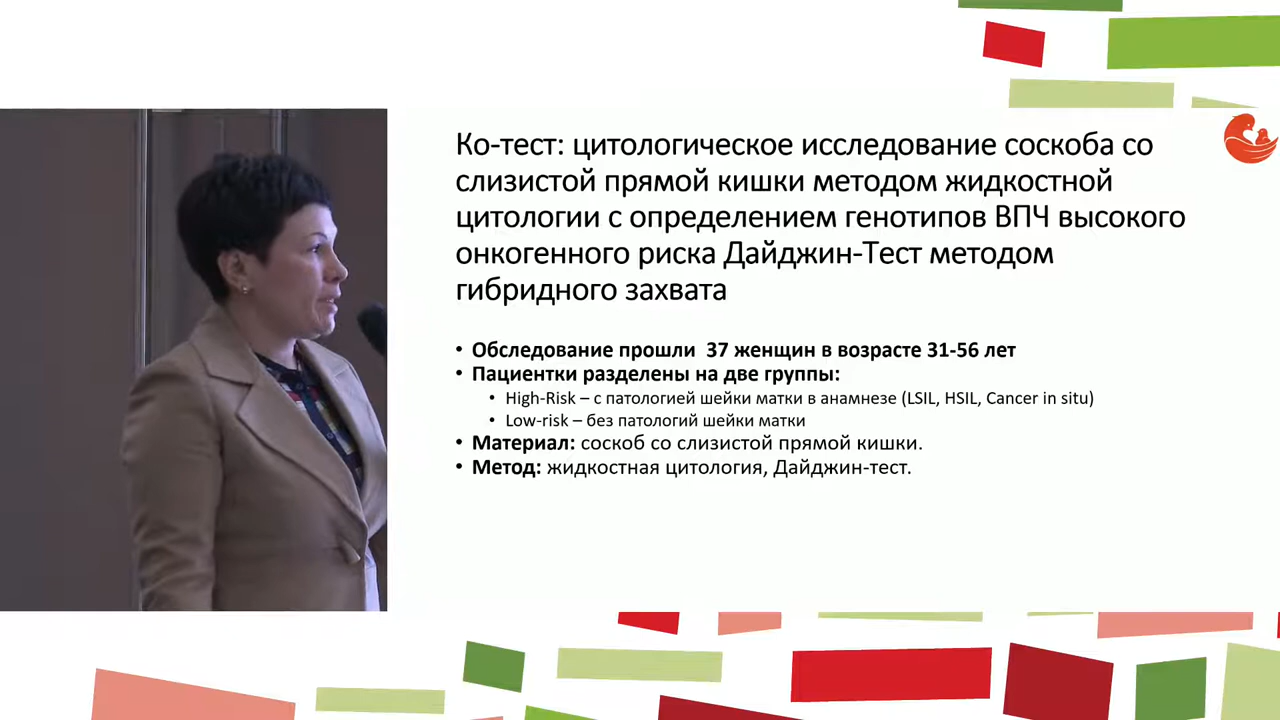 Ко-тест: цитологическое исследование соскоба со
слизистой прямой кишки методом жидкостной
цитологии с определением генотипов ВПЧ высокого
онкогенного риска Дайджин-Тест методом
гибридного захвата
• Обследование прошли 37 женщин в возрасте 31-56 лет
• Пациентки разделены на две группы:
• High-Risk – с патологией шейки матки в анамнезе (LSIL, HSIL, Cancer in situ)
• Low-risk – без патологий шейки матки
• Материал: соскоб со слизистой прямой кишки.
• Метод: жидкостная цитология, Дайджин-тест.